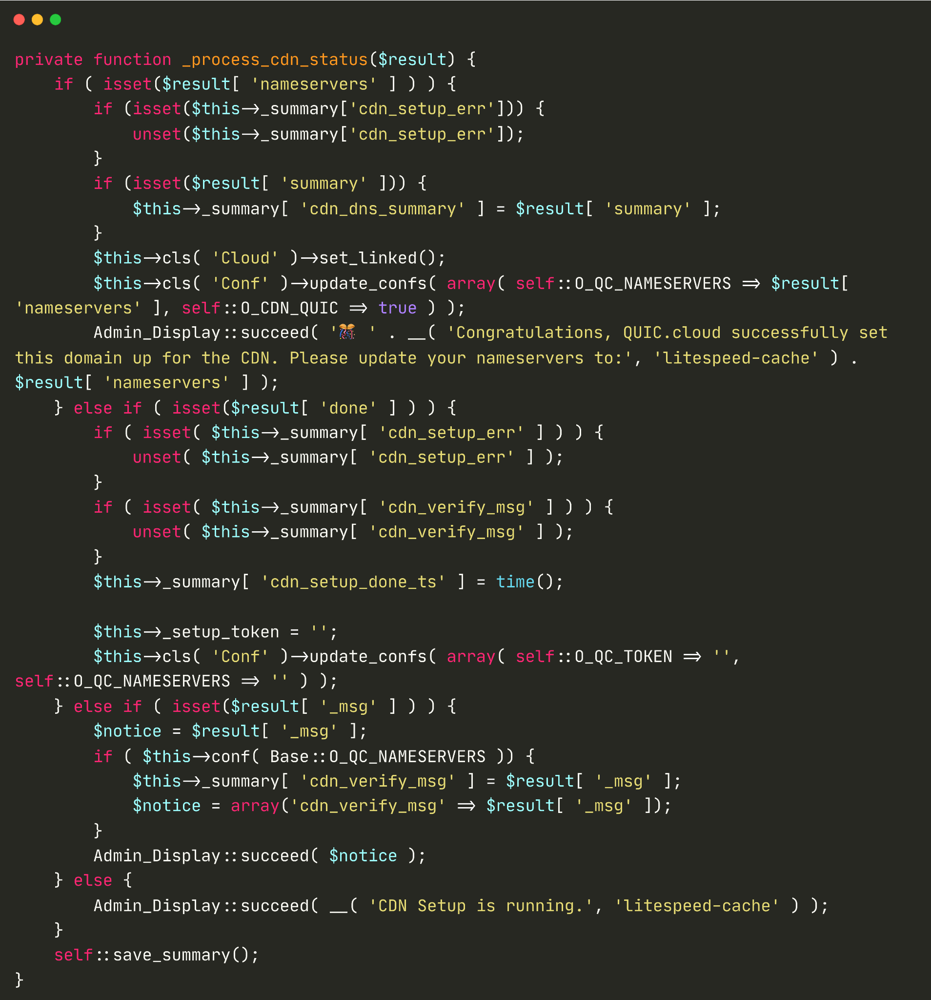 private function _process_cdn_status($result) {
    if ( isset($result[ 'nameservers' ] ) ) {
        if (isset($this->_summary['cdn_setup_err'])) {
            unset($this->_summary['cdn_setup_err']);
        }
        if (isset($result[ 'summary' ])) {
            $this->_summary[ 'cdn_dns_summary' ] = $result[ 'summary' ];
        }
        $this->cls( 'Cloud' )->set_linked();
        $this->cls( 'Conf' )->update_confs( array( self::O_QC_NAMESERVERS => $result[
'nameservers' ], self::O_CDN_QUIC => true ) );
        Admin_Display::succeed( '🎊 ' . __( 'Congratulations, QUIC.cloud successfully set
this domain up for the CDN. Please update your nameservers to:', 'litespeed-cache' ) .
$result[ 'nameservers' ] );
    } else if ( isset($result[ 'done' ] ) ) {
        if ( isset( $this->_summary[ 'cdn_setup_err' ] ) ) {
            unset( $this->_summary[ 'cdn_setup_err' ] );
        }
        if ( isset( $this->_summary[ 'cdn_verify_msg' ] ) ) {
            unset( $this->_summary[ 'cdn_verify_msg' ] );
        }
        $this->_summary[ 'cdn_setup_done_ts' ] = time();

        $this->_setup_token = '';
        $this->cls( 'Conf' )->update_confs( array( self::O_QC_TOKEN => '',
self::O_QC_NAMESERVERS => '' ) );
    } else if ( isset($result[ '_msg' ] ) ) {
        $notice = $result[ '_msg' ];
        if ( $this->conf( Base::O_QC_NAMESERVERS )) {
            $this->_summary[ 'cdn_verify_msg' ] = $result[ '_msg' ];
            $notice = array('cdn_verify_msg' => $result[ '_msg' ]);
        }
        Admin_Display::succeed( $notice );
    } else {
        Admin_Display::succeed( __( 'CDN Setup is running.', 'litespeed-cache' ) );
    }
    self::save_summary();
}